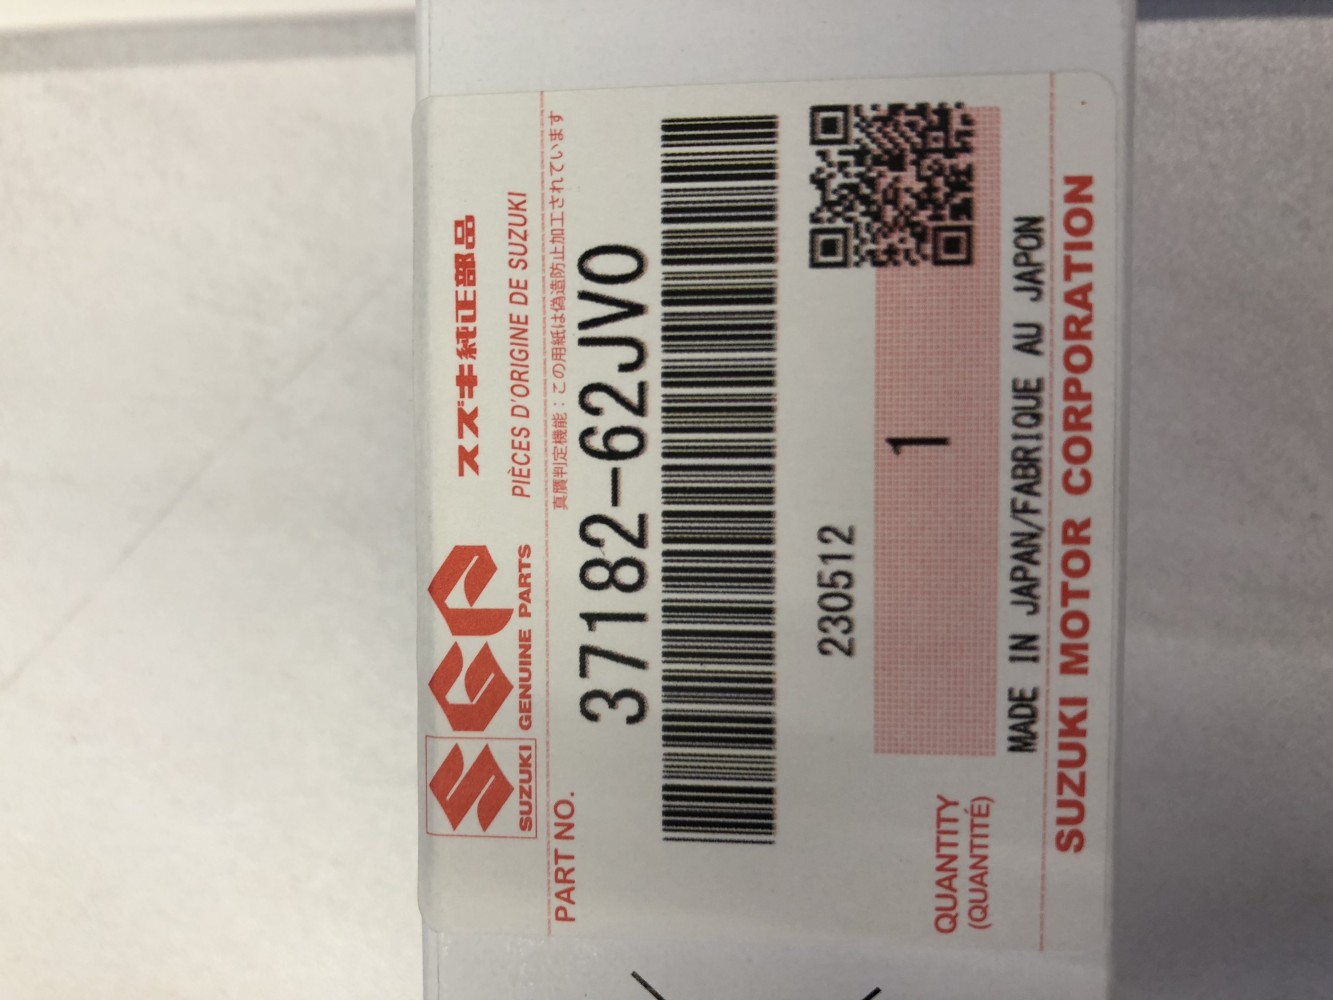 SGP スズキ純正部品
SUZUKI GENUINE PARTS PIÈCES D'ORIGINE DE SUZUKI
PART NO. 真贋判定機能：この用紙は偽造防止加工されています
37182-62JV0
230512
QUANTITY
(QUANTITÉ)
1
MADE IN JAPAN/FABRIQUE AU JAPON
SUZUKI MOTOR CORPORATION